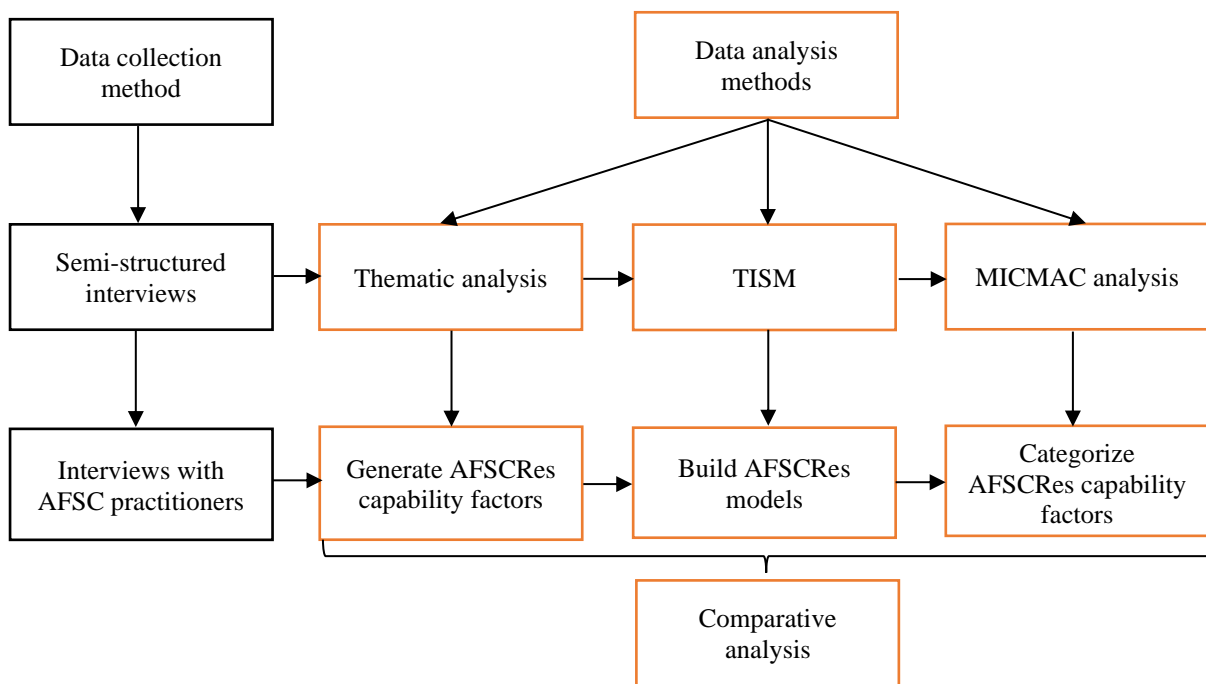 Data collection
method
Data analysis
methods
Semi-structured
interviews
Thematic analysis
TISM
MICMAC analysis
Interviews with
AFSC practitioners
Generate AFSCRes
capability factors
Build AFSCRes
models
Categorize
AFSCRes capability
factors
Comparative
analysis